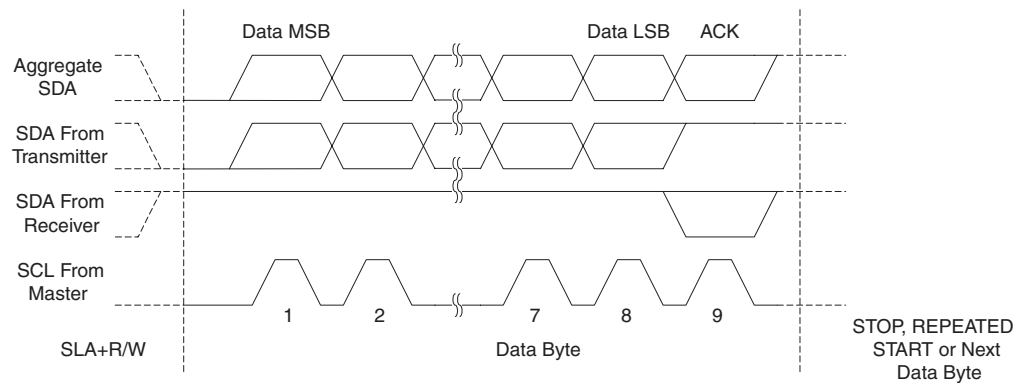 Data MSB
Data LSB
ACK
Aggregate
SDA
SDA From
Transmitter
SDA From
Receiver
SCL From
Master
1
2
7
8
9
SLA+R/W
Data Byte
STOP, REPEATED
START or Next
Data Byte